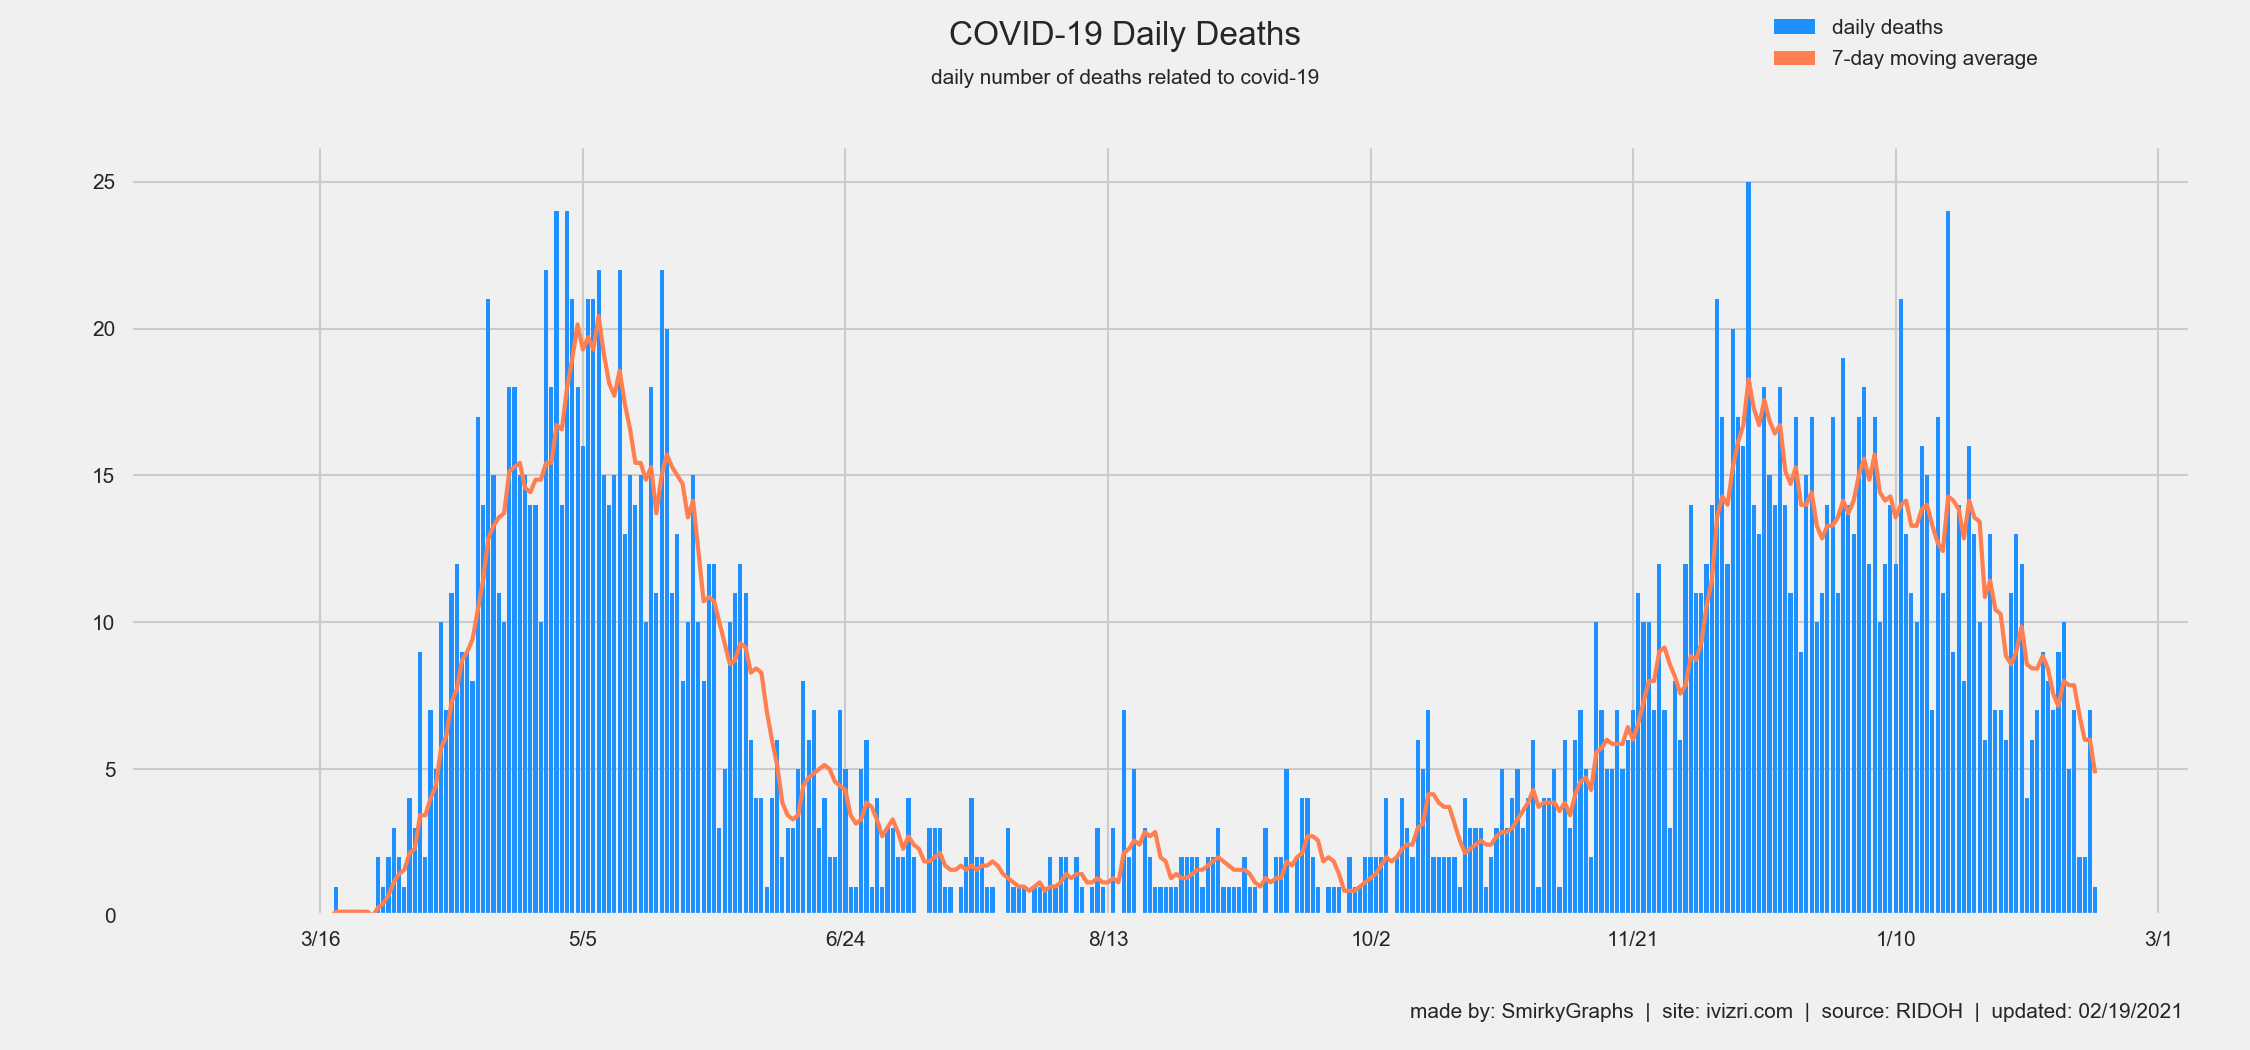 COVID-19 Daily Deaths
daily number of deaths related to covid-19
daily deaths
7-day moving average
25
20
15
10
5
0
3/16 5/5 6/24 8/13 10/2 11/21 1/10 3/1
made by: SmirkyGraphs | site: ivizri.com | source: RIDOH | updated: 02/19/2021